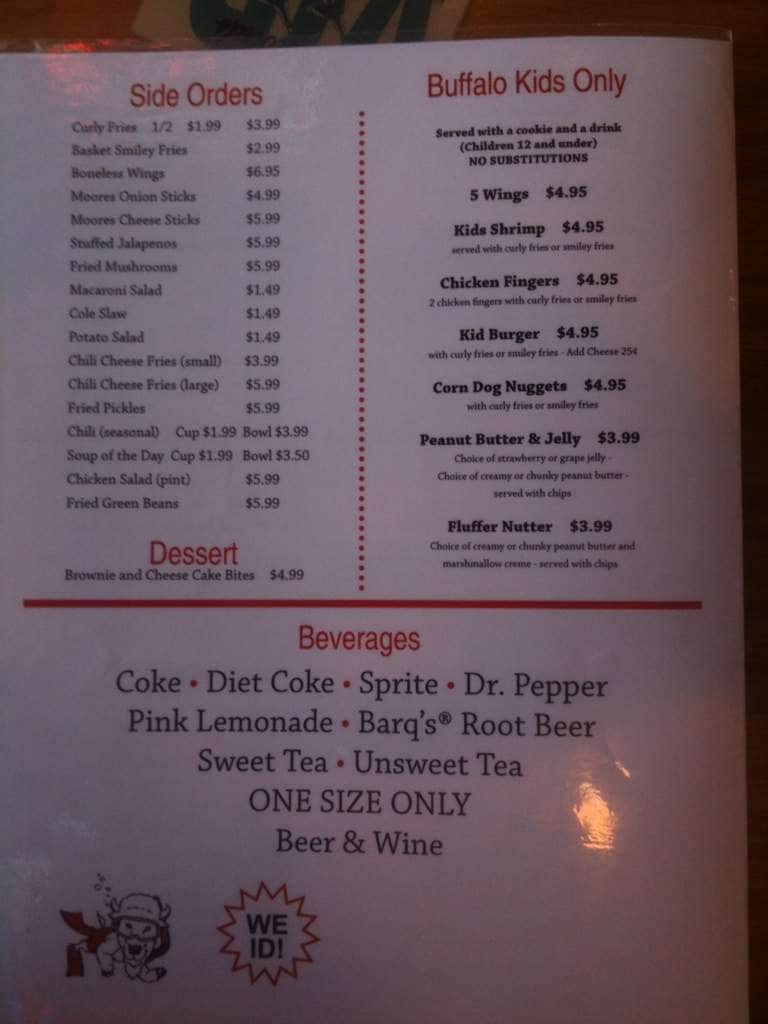 Side Orders
Curly Fries 1/2 $1.99 $3.99
Basket Smiley Fries $2.99
Boneless Wings $6.95
Moores Onion Sticks $4.99
Moores Cheese Sticks $5.99
Stuffed Jalapenos $5.99
Fried Mushrooms $5.99
Macaroni Salad $1.49
Cole Slaw $1.49
Potato Salad $1.49
Chili Cheese Fries (small) $3.99
Chili Cheese Fries (large) $5.99
Fried Pickles $5.99
Chili (seasonal) Cup $1.99 Bowl $3.99
Soup of the Day Cup $1.99 Bowl $3.50
Chicken Salad (pint) $5.99
Fried Green Beans $5.99
Dessert
Brownie and Cheese Cake Bites $4.99
Buffalo Kids Only
Served with a cookie and a drink
(Children 12 and under)
NO SUBSTITUTIONS
5 Wings $4.95
Kids Shrimp $4.95
served with curly fries or smiley fries
Chicken Fingers $4.95
2 chicken fingers with curly fries or smiley fries
Kid Burger $4.95
with curly fries or smiley fries - Add Cheese 25¢
Corn Dog Nuggets $4.95
with curly fries or smiley fries
Peanut Butter & Jelly $3.99
Choice of strawberry or grape jelly -
Choice of creamy or chunky peanut butter -
served with chips
Fluffer Nutter $3.99
Choice of creamy or chunky peanut butter and
marshmallow creme - served with chips
Beverages
Coke • Diet Coke • Sprite • Dr. Pepper
Pink Lemonade • Barq's® Root Beer
Sweet Tea • Unsweet Tea
ONE SIZE ONLY
Beer & Wine
WE
ID!